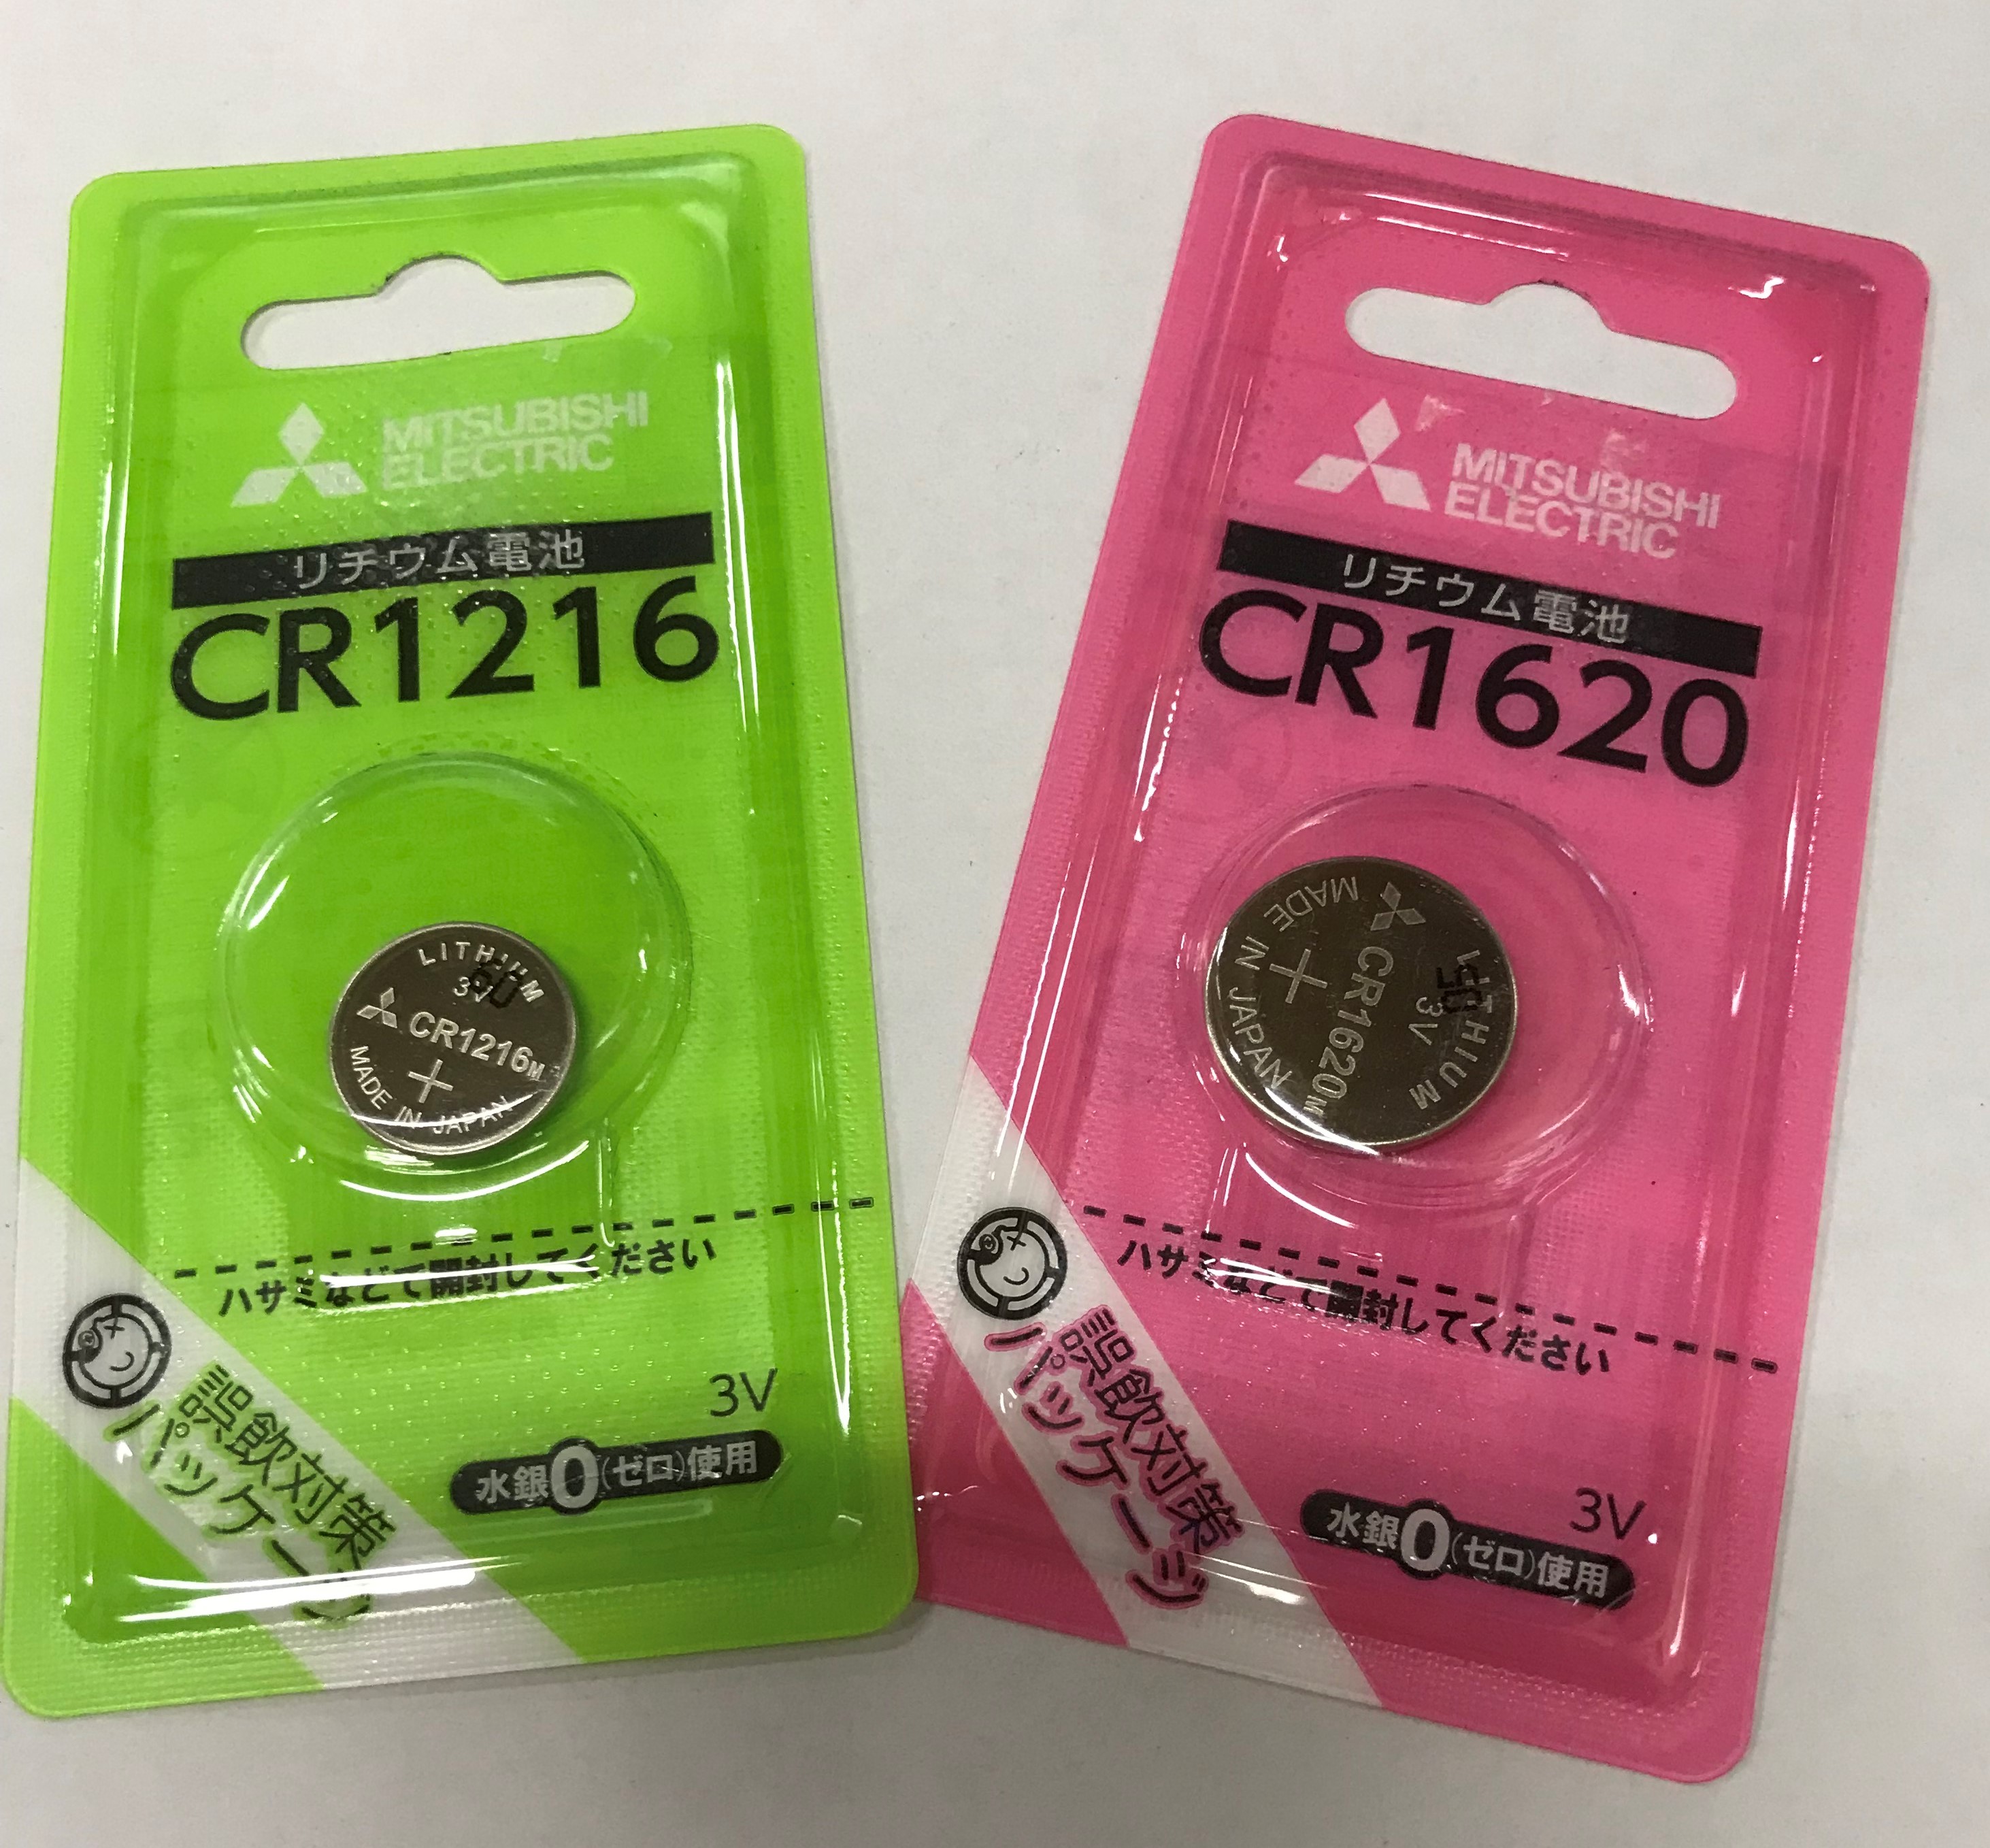 MITSUBISHI
ELECTRIC
リチウム電池
CR1216
LITHIUM
3V
CR1216M
+
MADE IN JAPAN
ハサミなどで開封してください
誤飲対策
パッケージ
3V
水銀0(ゼロ)使用
MITSUBISHI
ELECTRIC
リチウム電池
CR1620
LITHIUM
3V
CR1620M
+
MADE IN JAPAN
ハサミなどで開封してください
誤飲対策
パッケージ
3V
水銀0(ゼロ)使用